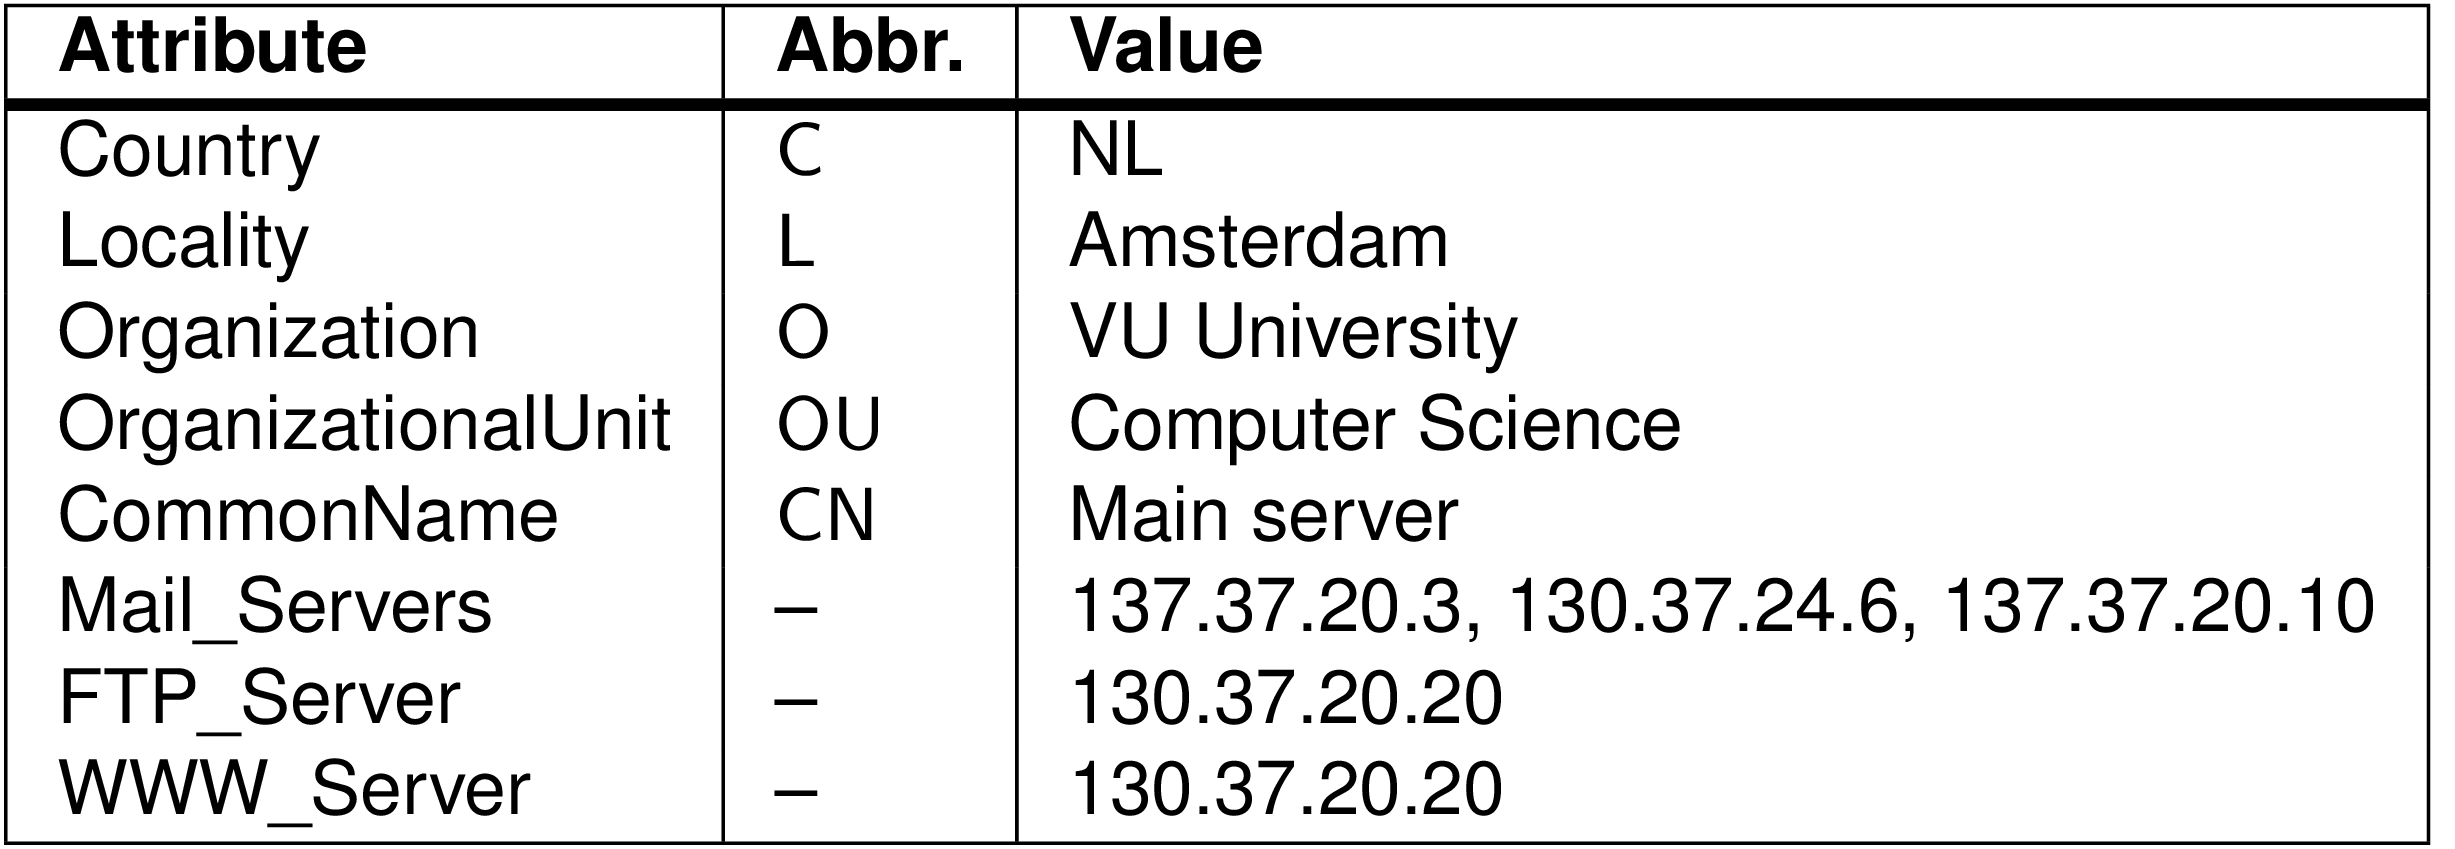 Attribute Abbr. Value
Country C NL
Locality L Amsterdam
Organization O VU University
OrganizationalUnit OU Computer Science
CommonName CN Main server
Mail_Servers – 137.37.20.3, 130.37.24.6, 137.37.20.10
FTP_Server – 130.37.20.20
WWW_Server – 130.37.20.20